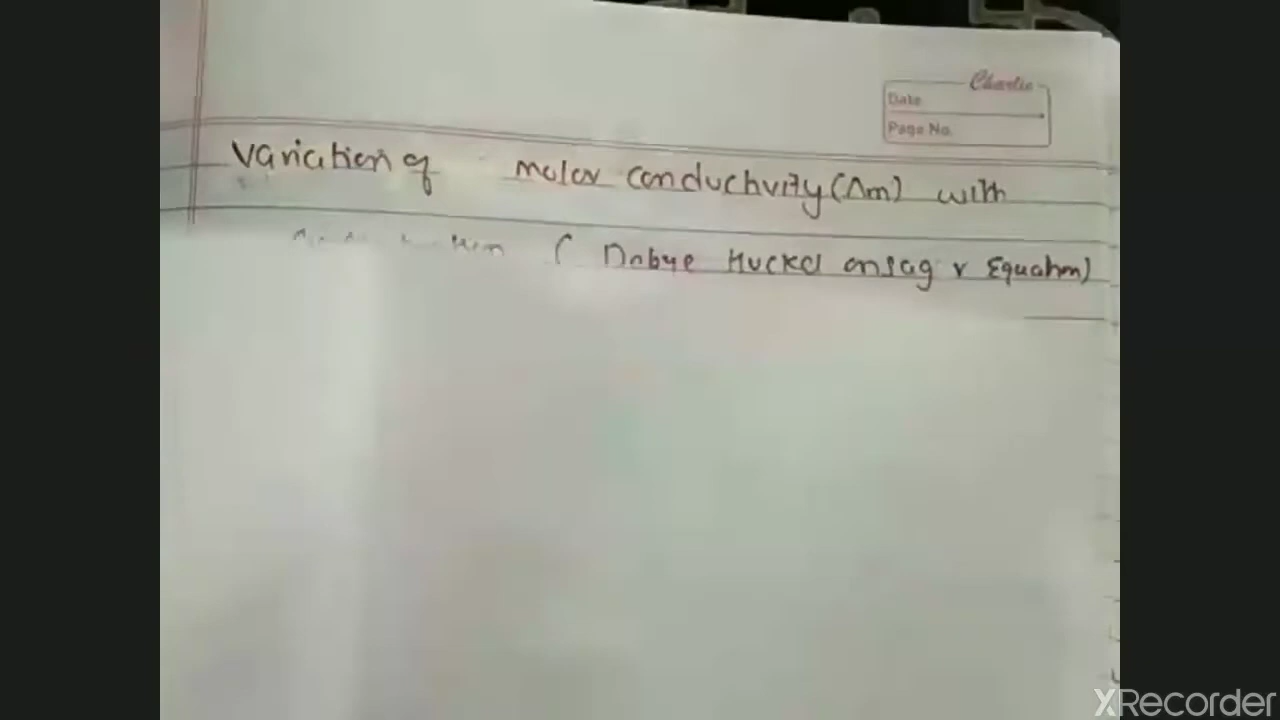 Charlie
Date
Page No.
Variation of molar conductivity (Λm) with
( Debye Huckel onsag r Equation)
XRecorder